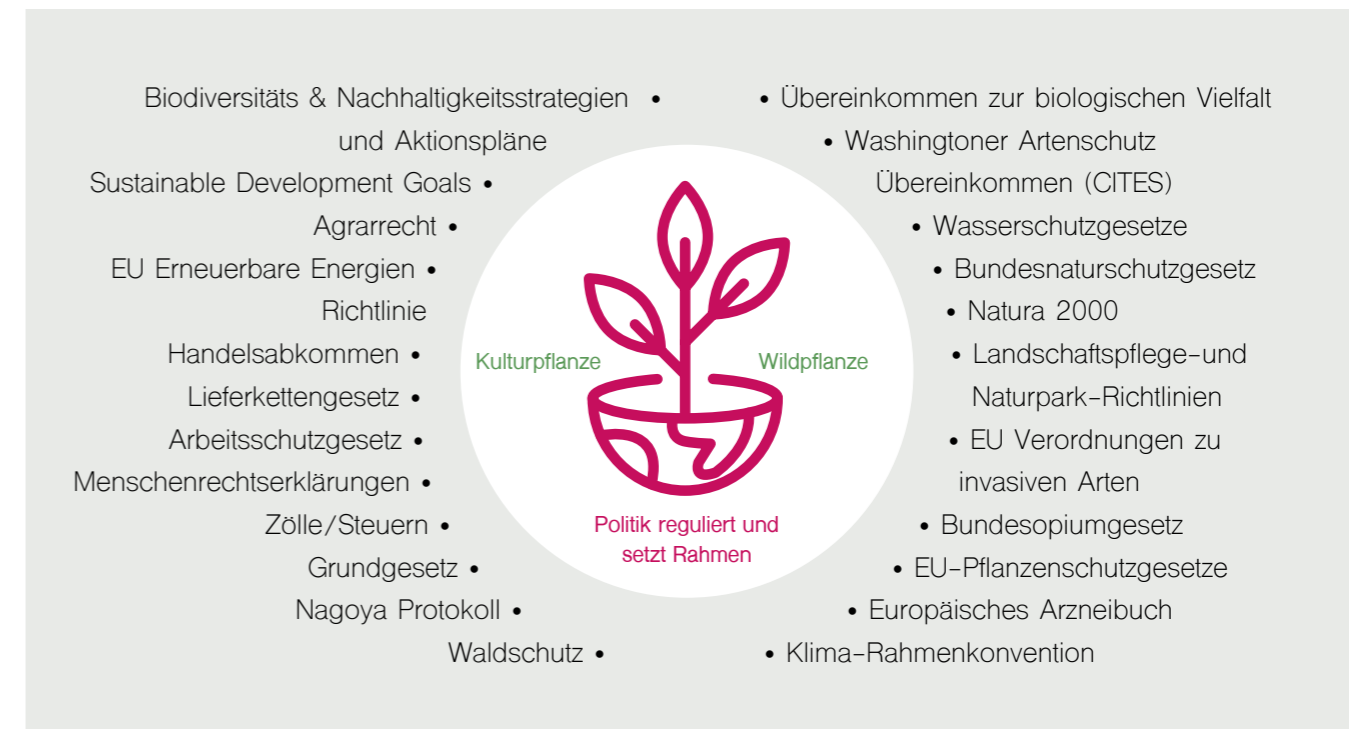 Biodiversitäts & Nachhaltigkeitsstrategien •
und Aktionspläne
Sustainable Development Goals •
Agrarrecht •
EU Erneuerbare Energien •
Richtlinie
Handelsabkommen •
Lieferkettengesetz •
Arbeitsschutzgesetz •
Menschenrechtserklärungen •
Zölle/Steuern •
Grundgesetz •
Nagoya Protokoll •
Waldschutz •
Kulturpflanze
Wildpflanze
Politik reguliert und
setzt Rahmen
• Übereinkommen zur biologischen Vielfalt
• Washingtoner Artenschutz
Übereinkommen (CITES)
• Wasserschutzgesetze
• Bundesnaturschutzgesetz
• Natura 2000
• Landschaftspflege-und
Naturpark-Richtlinien
• EU Verordnungen zu
invasiven Arten
• Bundesopiumgesetz
• EU-Pflanzenschutzgesetze
• Europäisches Arzneibuch
• Klima-Rahmenkonvention